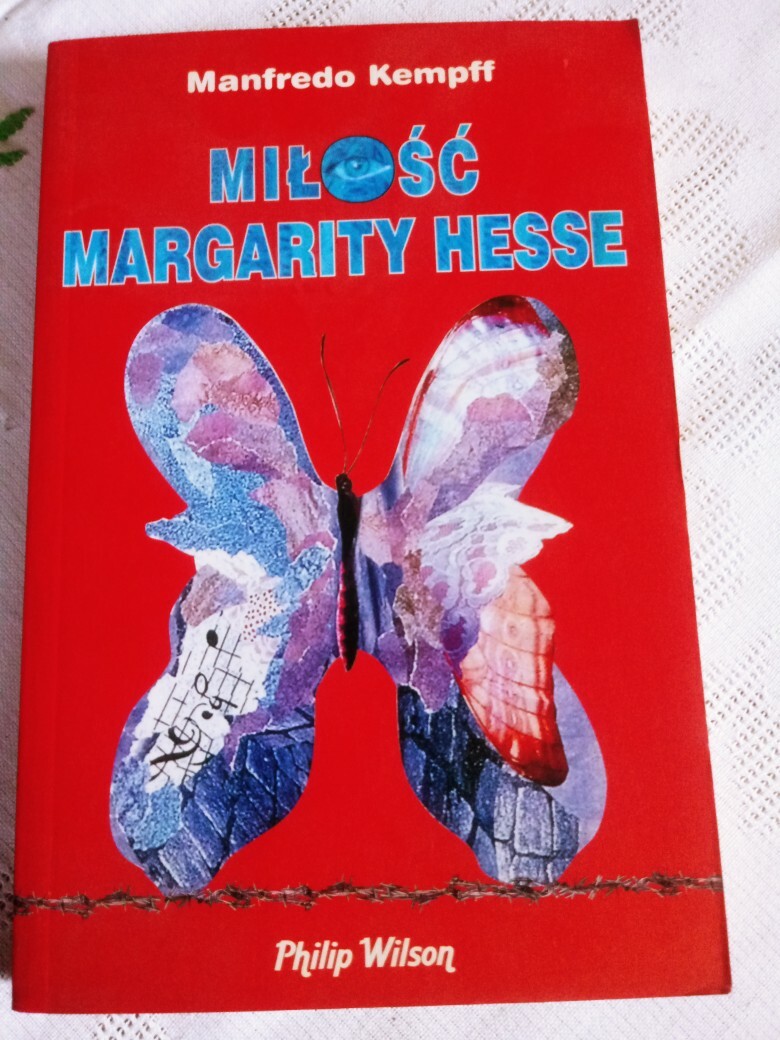 Manfredo Kempff
MIŁOŚĆ
MARGARITY HESSE
Philip Wilson